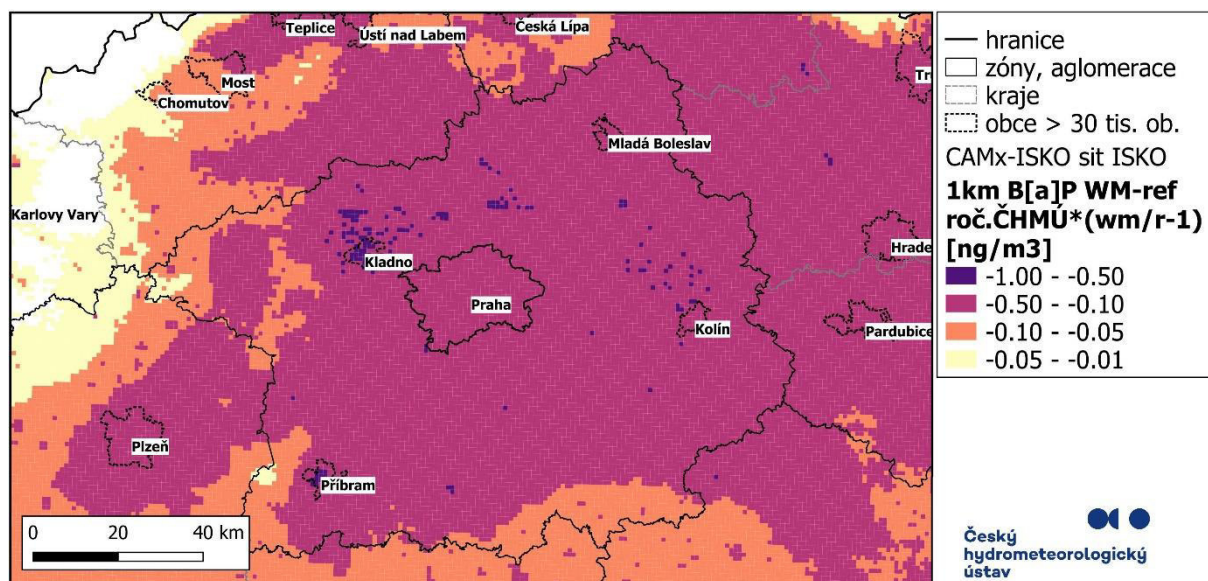 Teplice
Ústí nad Labem
Česká Lípa
Most
Chomutov
Tr
Mladá Boleslav
Karlovy Vary
Hrade
Kladno
Praha
Kolín
Pardubice
Plzeň
Příbram
0 20 40 km
hranice
zóny, aglomerace
kraje
obce > 30 tis. ob.
CAMx-ISKO sit ISKO
1km B[a]P WM-ref
roč.ČHMÚ*(wm/r-1)
[ng/m3]
-1.00 - -0.50
-0.50 - -0.10
-0.10 - -0.05
-0.05 - -0.01
Český
hydrometeorologický
ústav